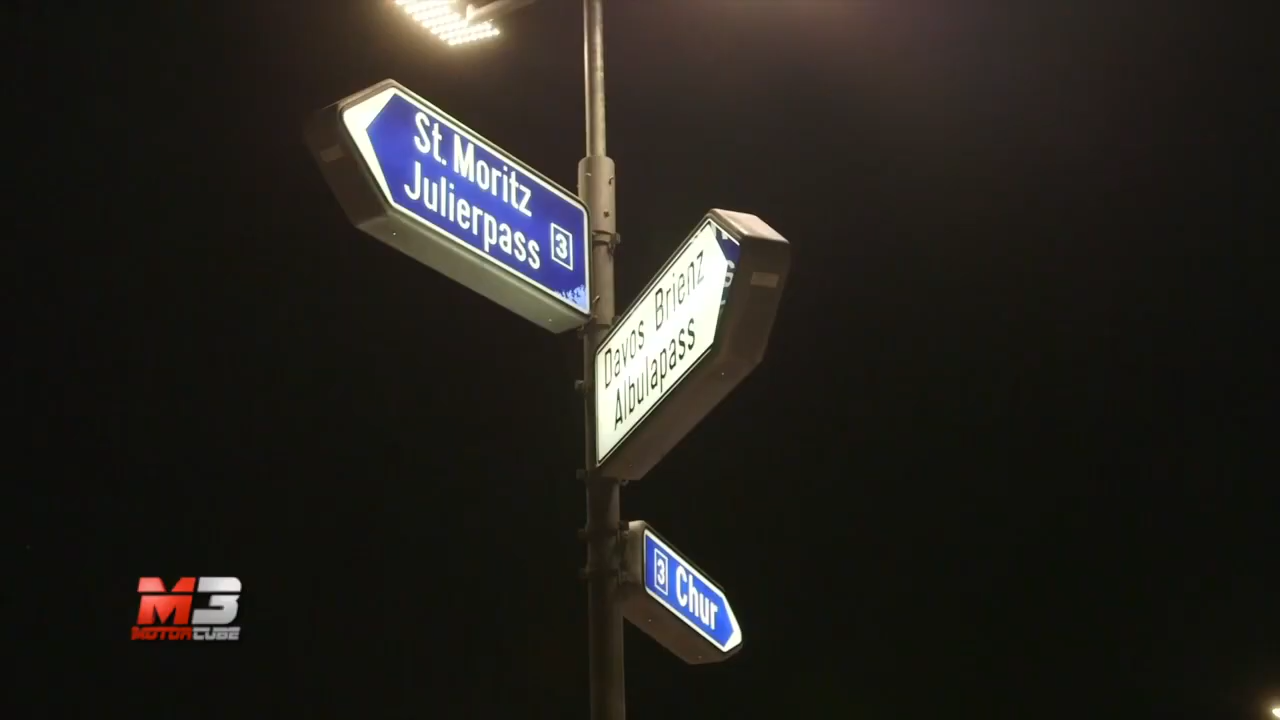 St. Moritz
Julierpass 3
Davos Brienz
Albulapass
3 Chur
M3
MOTORCUBE